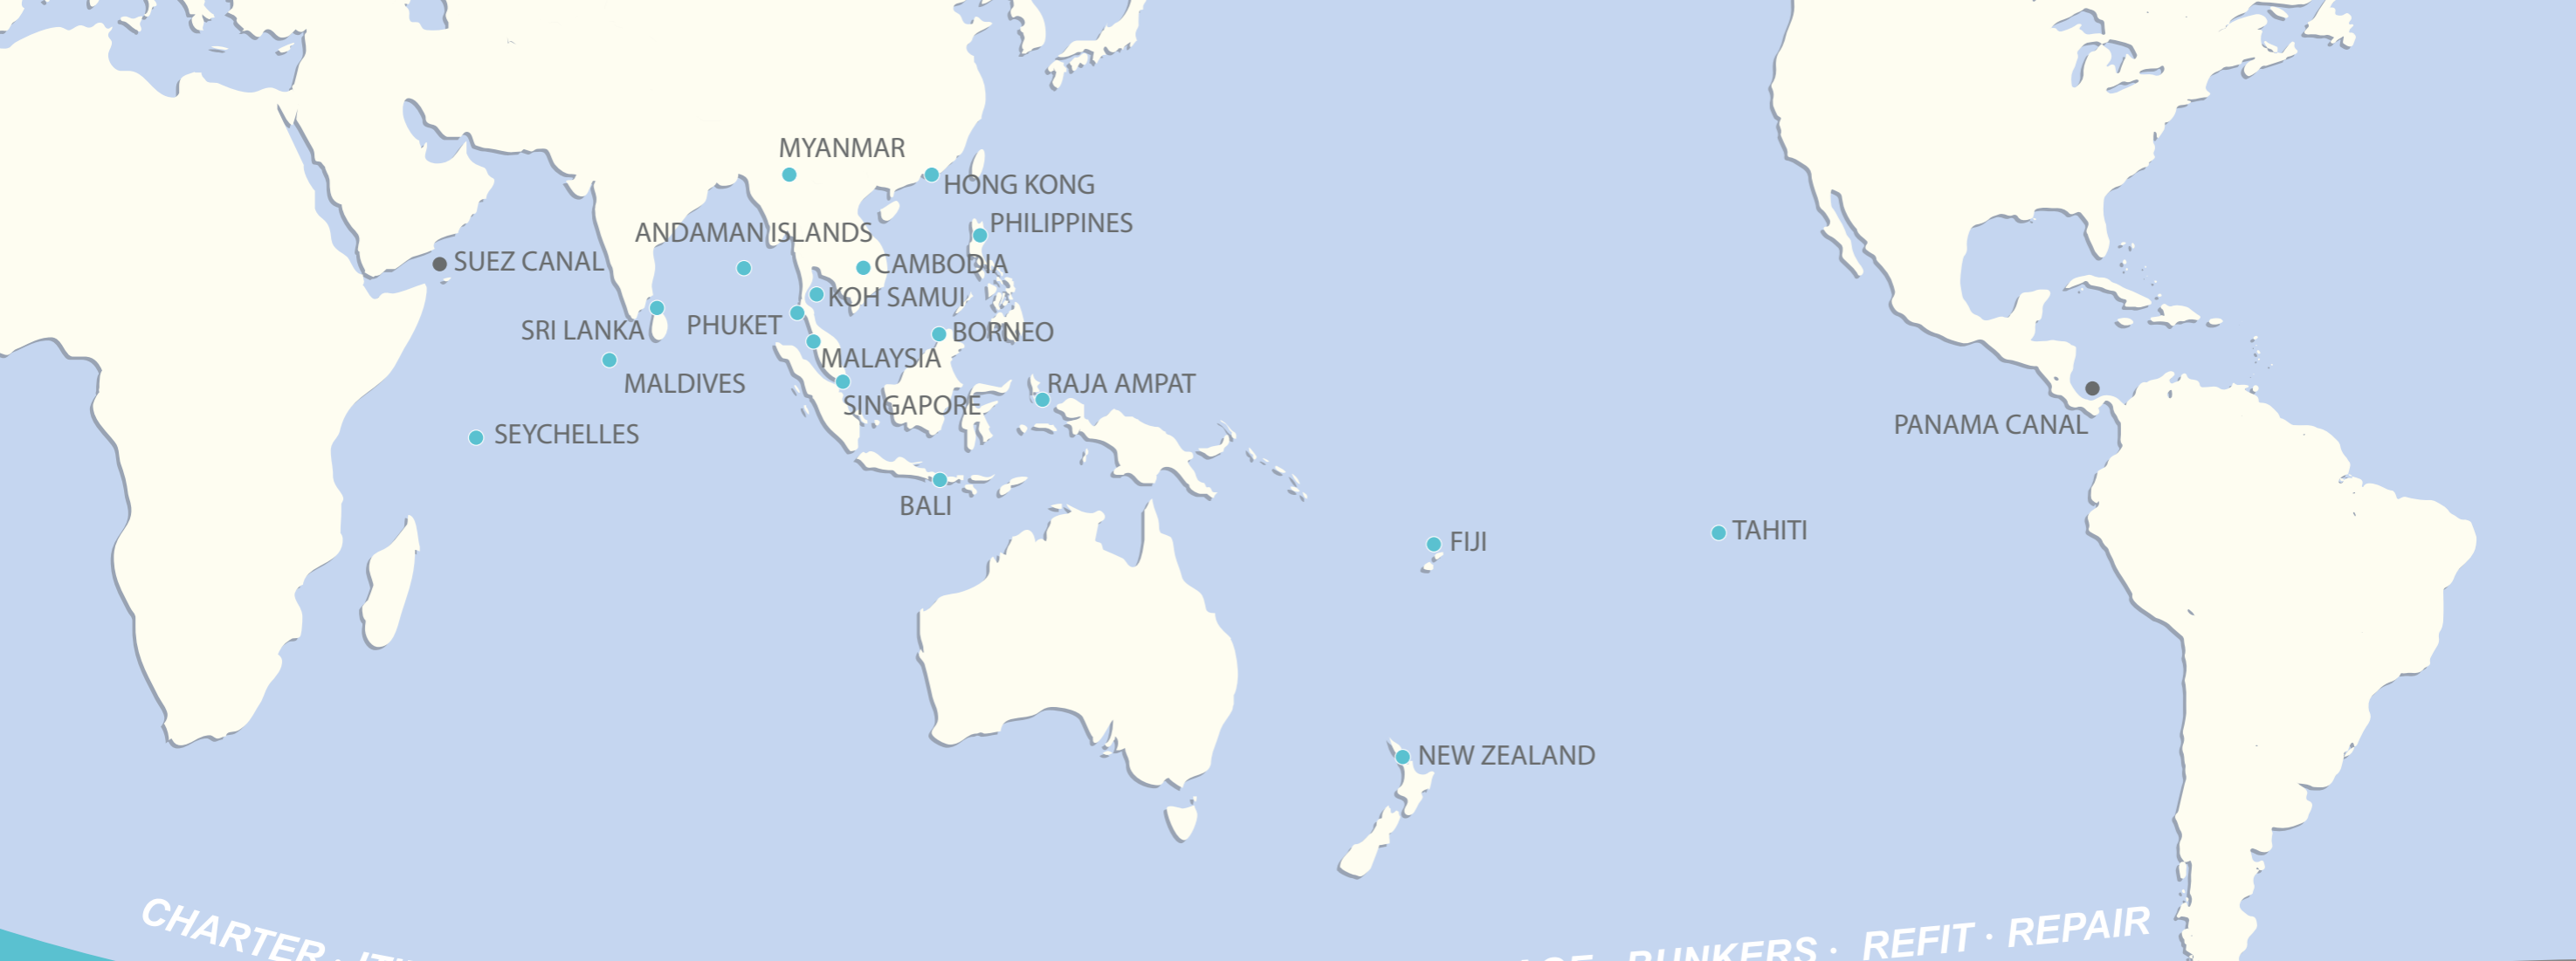 MYANMAR
HONG KONG
PHILIPPINES
ANDAMAN ISLANDS
SUEZ CANAL
CAMBODIA
KOH SAMUI
SRI LANKA
PHUKET
BORNEO
MALAYSIA
MALDIVES
RAJA AMPAT
SINGAPORE
PANAMA CANAL
SEYCHELLES
BALI
TAHITI
FIJI
NEW ZEALAND
CHARTER ·
BUNKERS · REFIT · REPAIR